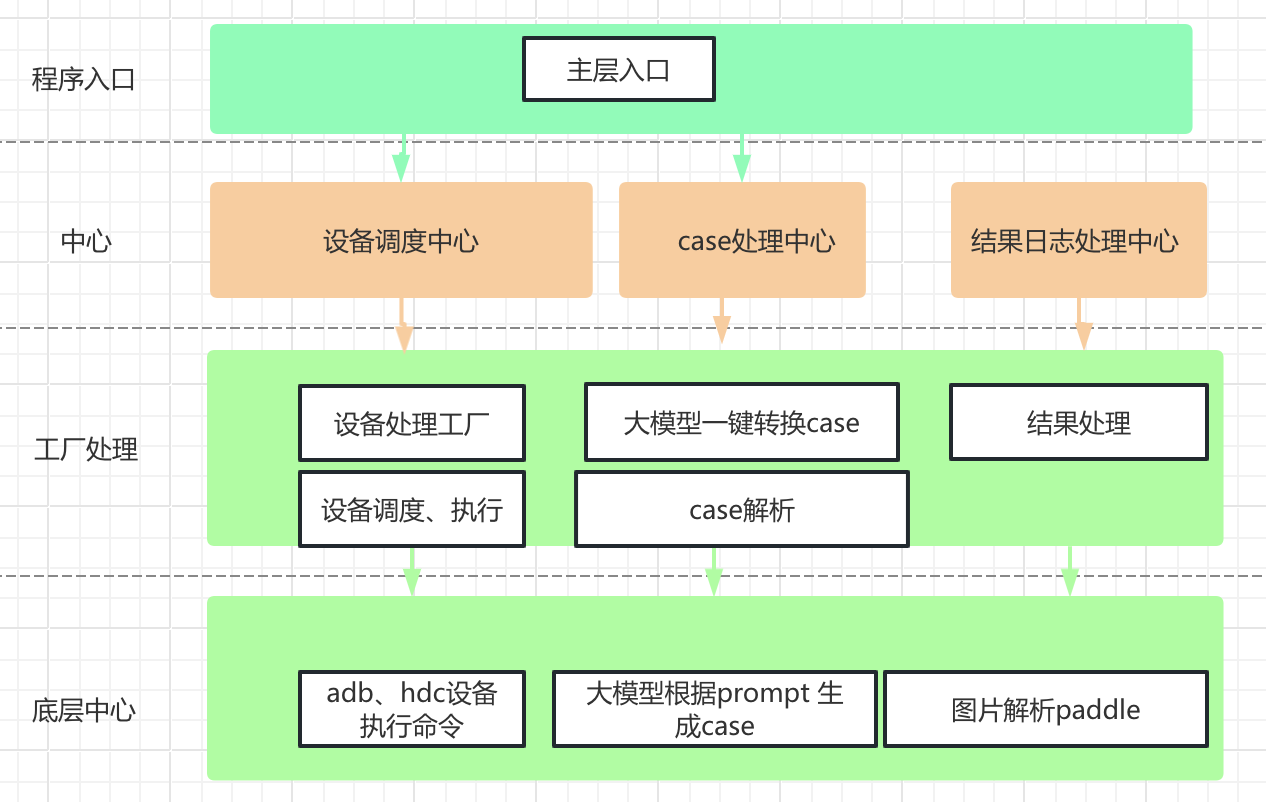 程序入口
主层入口
中心
设备调度中心
case处理中心
结果日志处理中心
工厂处理
设备处理工厂
大模型一键转换case
结果处理
设备调度、执行
case解析
底层中心
adb、hdc设备
执行命令
大模型根据prompt 生
成case
图片解析paddle